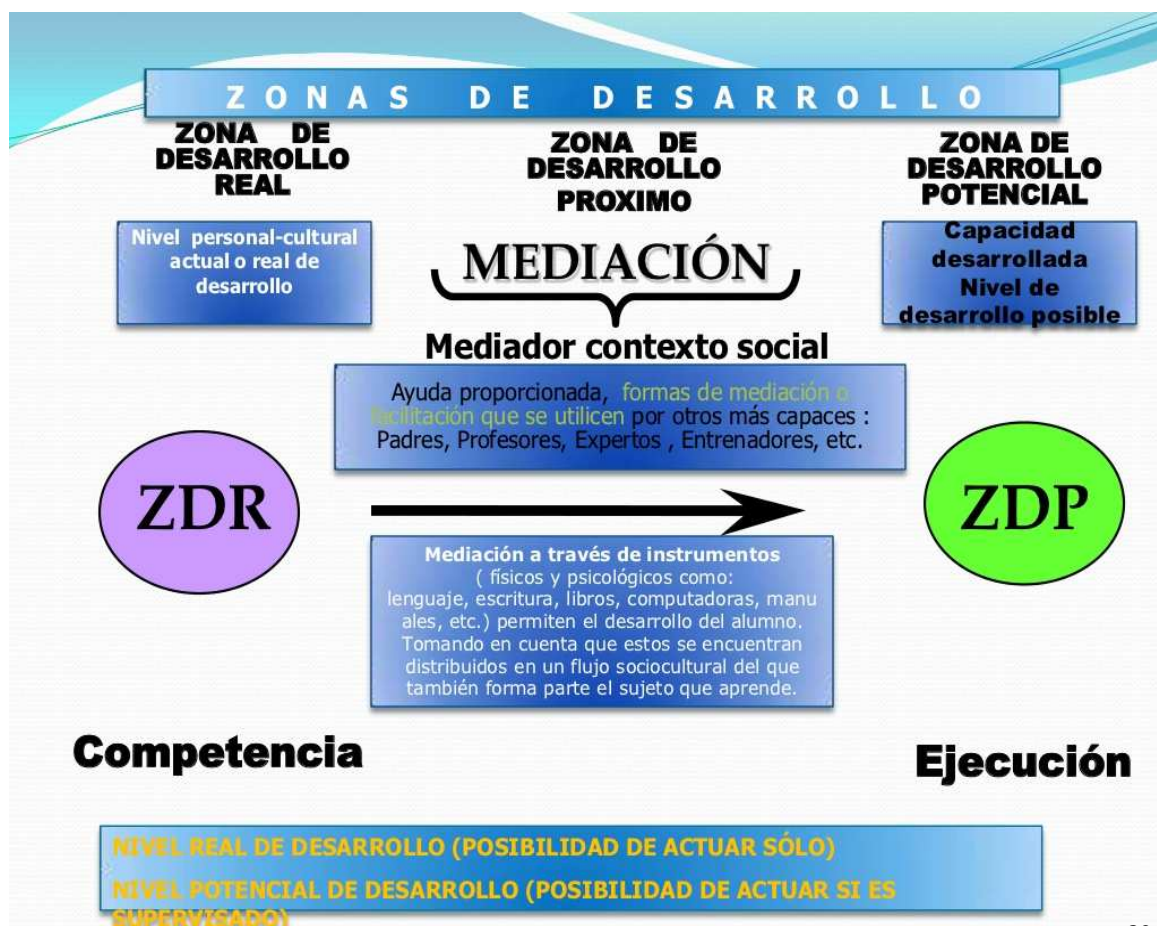 ZONAS DE DESARROLLO
ZONA DE
DESARROLLO
REAL
ZONA DE
DESARROLLO
PROXIMO
ZONA DE
DESARROLLO
POTENCIAL
Nivel personal-cultural
actual o real de
desarrollo
MEDIACIÓN
Capacidad
desarrollada
Nivel de
desarrollo posible
Mediador contexto social
Ayuda proporcionada, formas de mediación o
facilitación que se utilicen por otros más capaces :
Padres, Profesores, Expertos , Entrenadores, etc.
ZDR
ZDP
Mediación a través de instrumentos
( físicos y psicológicos como:
lenguaje, escritura, libros, computadoras, manu
ales, etc.) permiten el desarrollo del alumno.
Tomando en cuenta que estos se encuentran
distribuidos en un flujo sociocultural del que
también forma parte el sujeto que aprende.
Competencia
Ejecución
NIVEL REAL DE DESARROLLO (POSIBILIDAD DE ACTUAR SÓLO)
NIVEL POTENCIAL DE DESARROLLO (POSIBILIDAD DE ACTUAR SI ES
SUPERVISADO)